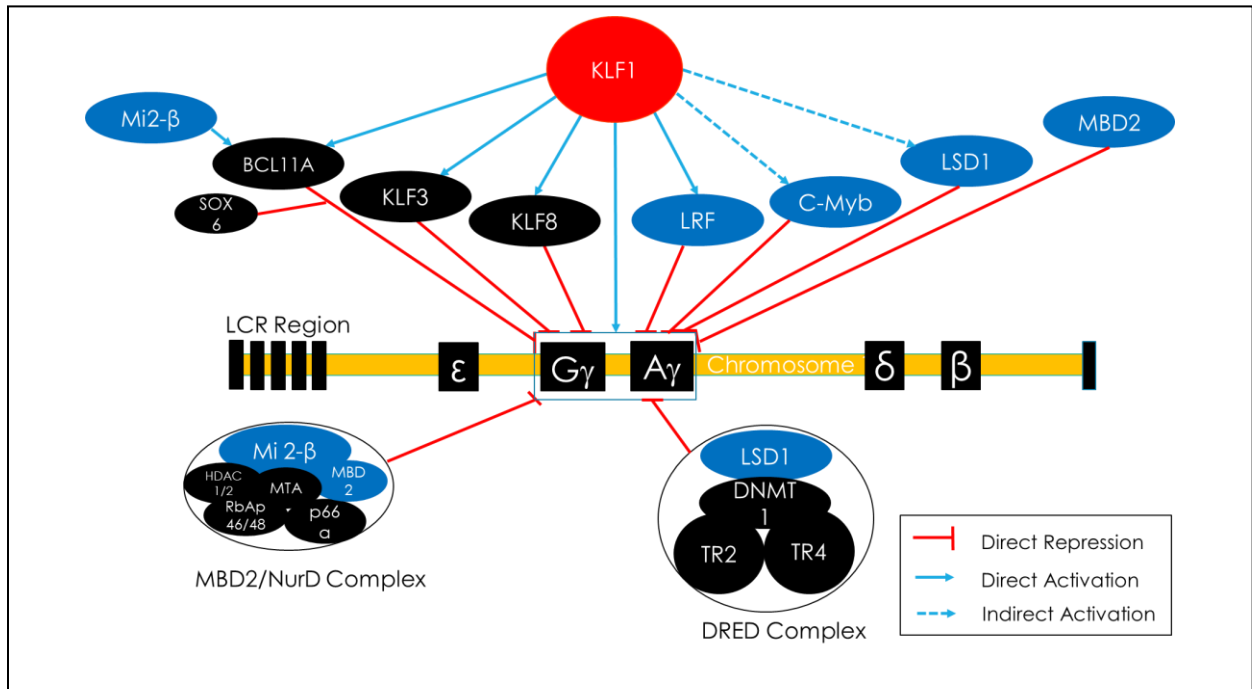 KLF1
Mi2-β
MBD2
BCL11A
LSD1
KLF3
C-Myb
SOX
6
KLF8
LRF
LCR Region
ε
Gγ
Aγ
Chromosome
δ
β
Mi 2-β
HDAC
1/2
MTA
MBD
2
RbAp
46/48
p66
α
MBD2/NurD Complex
LSD1
DNMT
1
TR2
TR4
DRED Complex
Direct Repression
Direct Activation
Indirect Activation